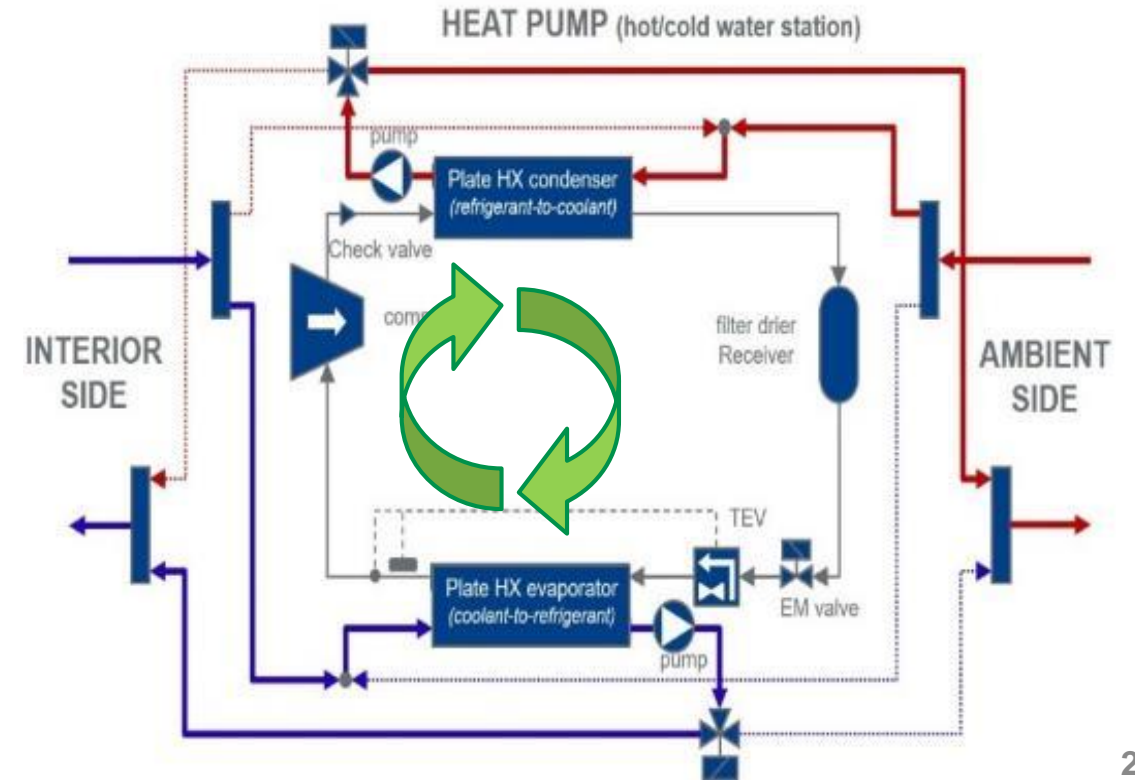 HEAT PUMP (hot/cold water station)
pump
Plate HX condenser
(refrigerant-to-coolant)
Check valve
filter drier
Receiver
INTERIOR
SIDE
AMBIENT
SIDE
TEV
Plate HX evaporator
(coolant-to-refrigerant)
EM valve
pump
2